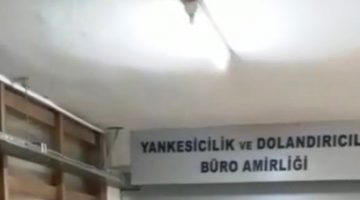 YANKESİCİLİK VE DOLANDIRICIL
BÜRO AMİRLİĞİ